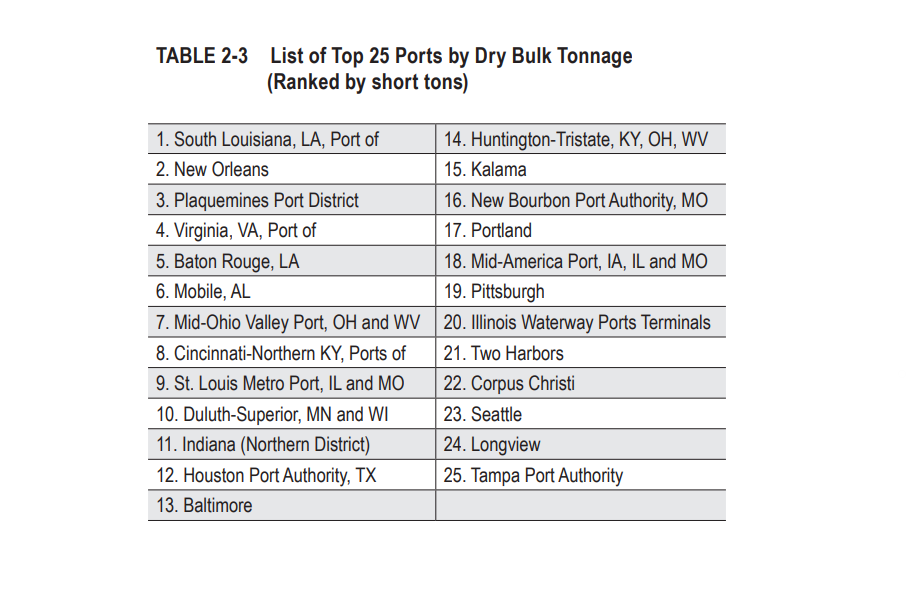 TABLE 2-3 List of Top 25 Ports by Dry Bulk Tonnage
(Ranked by short tons)
1. South Louisiana, LA, Port of
2. New Orleans
3. Plaquemines Port District
4. Virginia, VA, Port of
5. Baton Rouge, LA
6. Mobile, AL
7. Mid-Ohio Valley Port, OH and WV
8. Cincinnati-Northern KY, Ports of
9. St. Louis Metro Port, IL and MO
10. Duluth-Superior, MN and WI
11. Indiana (Northern District)
12. Houston Port Authority, TX
13. Baltimore
14. Huntington-Tristate, KY, OH, WV
15. Kalama
16. New Bourbon Port Authority, MO
17. Portland
18. Mid-America Port, IA, IL and MO
19. Pittsburgh
20. Illinois Waterway Ports Terminals
21. Two Harbors
22. Corpus Christi
23. Seattle
24. Longview
25. Tampa Port Authority